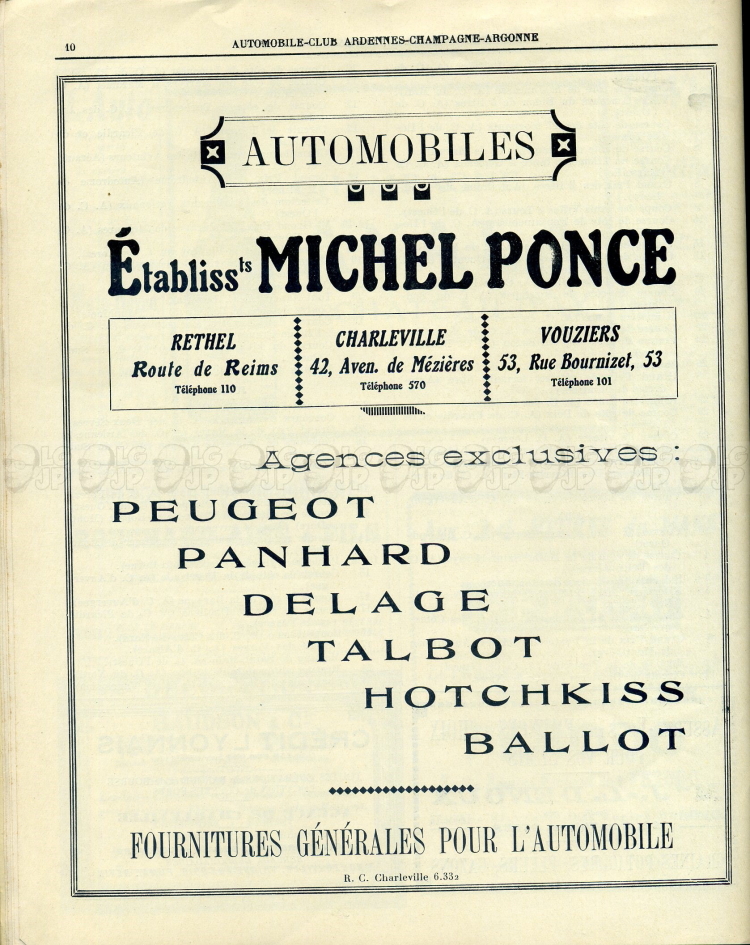 10
AUTOMOBILE-CLUB ARDENNES-CHAMPAGNE-ARGONNE
AUTOMOBILES
Établissts MICHEL PONCE
RETHEL
Route de Reims
Téléphone 110
CHARLEVILLE
42, Aven. de Mézières
Téléphone 570
VOUZIERS
53, Rue Bournizet, 53
Téléphone 101
Agences exclusives :
PEUGEOT
PANHARD
DELAGE
TALBOT
HOTCHKISS
BALLOT
FOURNITURES GÉNÉRALES POUR L'AUTOMOBILE
R. C. Charleville 6.332